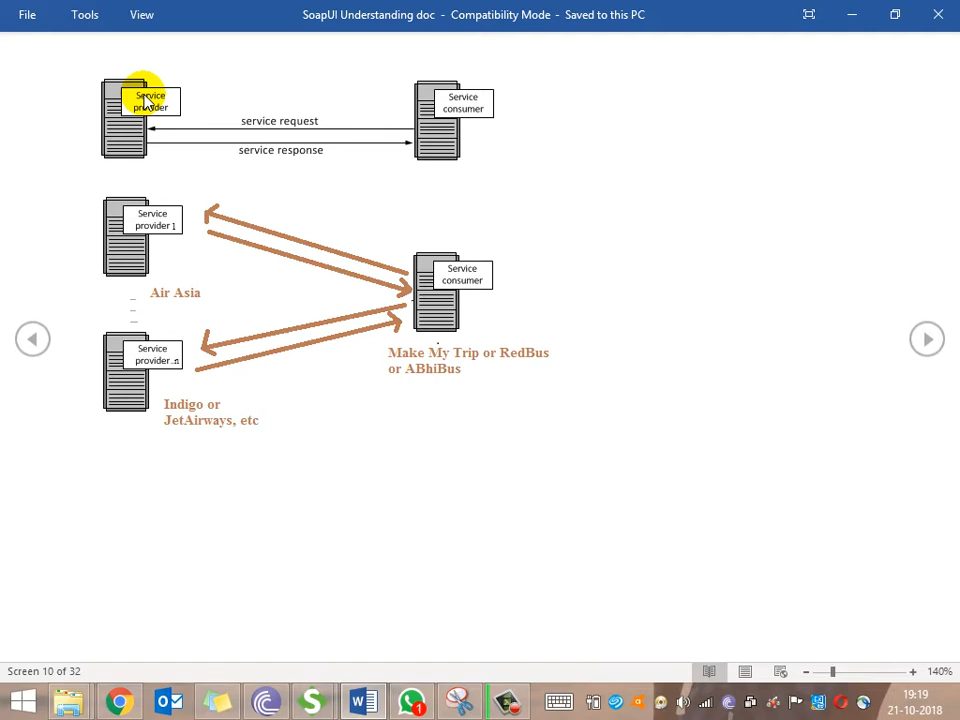 File Tools View SoapUI Understanding doc - Compatibility Mode - Saved to this PC
Service
provider
Service
consumer
service request
service response
Service
provider1
Service
consumer
Air Asia
Make My Trip or RedBus
or ABhiBus
Service
provider..n
Indigo or
JetAirways, etc
Screen 10 of 32
140%
1
19:19
21-10-2018